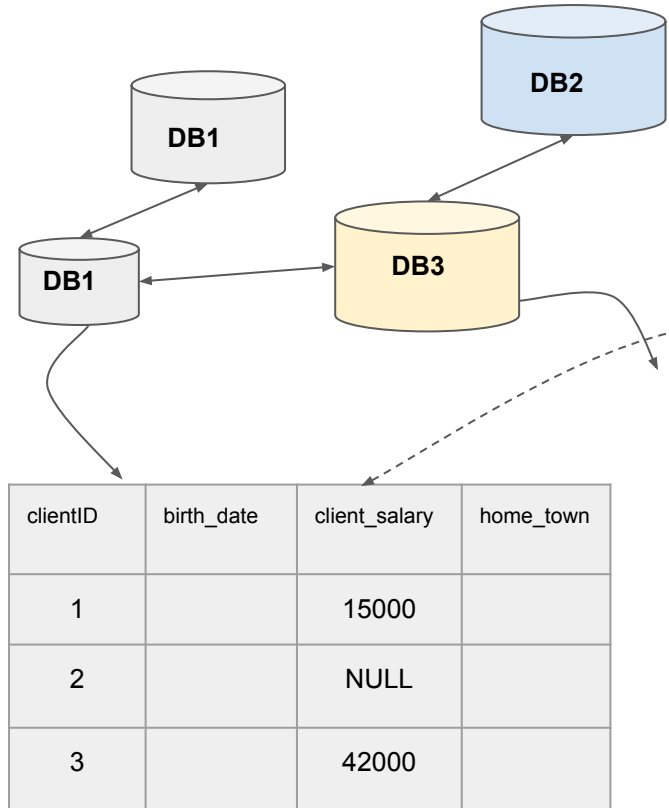 DB2
DB1
DB3
DB1
clientID birth_date client_salary home_town
1 15000
2 NULL
3 42000